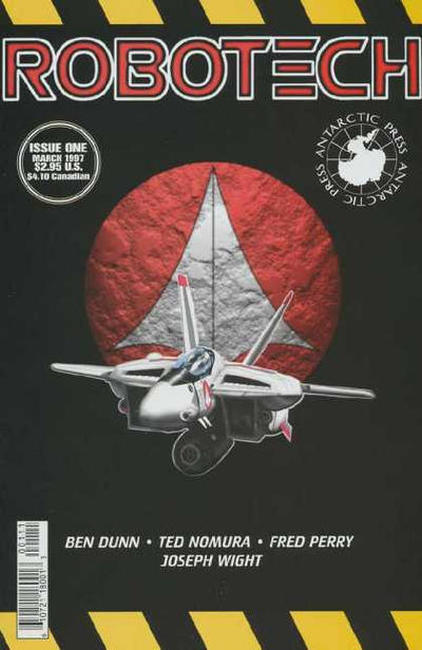 ROBOTECH
ISSUE ONE
MARCH 1997
$2.95 U.S.
$4.10 Canadian
ANTARCTIC PRESS ANTARCTIC PRESS
BEN DUNN • TED NOMURA • FRED PERRY
JOSEPH WIGHT
00111